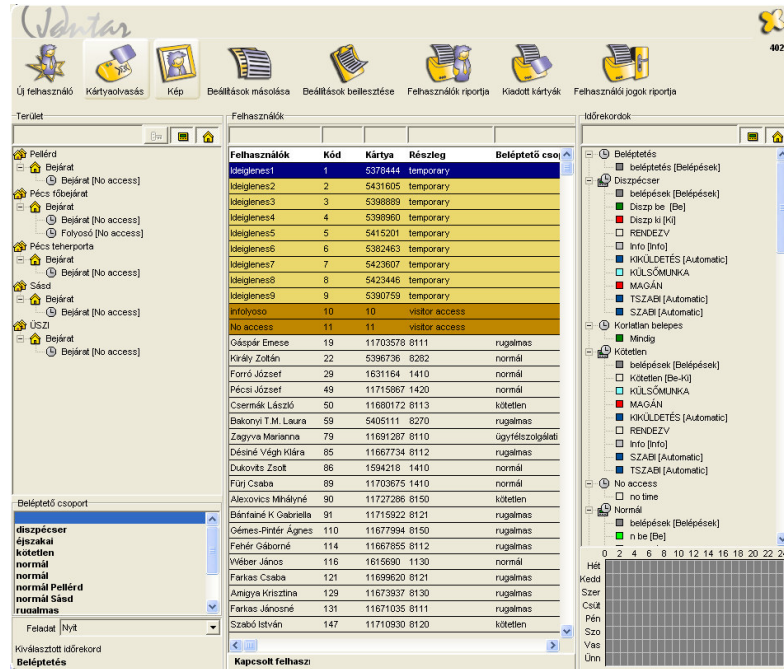 Jantar
402
Új felhasználó Kártyaolvasás Kép Beállítások másolása Beállítások beillesztése Felhasználók riportja Kiadott kártyák Felhasználói jogok riportja
Terület
Pellérd
Bejárat
Bejárat [No access]
Pécs főbejárat
Bejárat
Bejárat [No access]
Folyosó [No access]
Pécs teherporta
Bejárat
Bejárat [No access]
Sásd
Bejárat
Bejárat [No access]
ÜSZI
Bejárat
Bejárat [No access]
Beléptető csoport
diszpécser
éjszakai
kötetlen
normál
normál
normál Pellérd
normál Sásd
rugalmas
Feladat Nyit
Kiválasztott időrekord
Beléptetés
Felhasználók
Felhasználók Kód Kártya Részleg Beléptető csop
Ideiglenes1 1 5378444 temporary
Ideiglenes2 2 5431605 temporary
Ideiglenes3 3 5398889 temporary
Ideiglenes4 4 5398960 temporary
Ideiglenes5 5 5415201 temporary
Ideiglenes6 6 5382463 temporary
Ideiglenes7 7 5423607 temporary
Ideiglenes8 8 5423446 temporary
Ideiglenes9 9 5390759 temporary
infolyoso 10 10 visitor access
No access 11 11 visitor access
Gáspár Emese 19 11703578 8111 rugalmas
Király Zoltán 22 5396736 8282 normál
Forró József 29 1631164 1410 normál
Pécsi József 49 11715867 1420 normál
Csermák László 50 11680172 8113 kötetlen
Bakonyi T.M. Laura 59 5405111 8270 rugalmas
Zagyva Marianna 79 11691287 8110 ügyfélszolgálati
Désiné Végh Klára 85 11667734 8112 rugalmas
Dukovits Zsolt 86 1594218 1410 normál
Fürj Csaba 89 11703675 1410 normál
Alexovics Mihályné 90 11727286 8150 kötetlen
Bánfainé K Gabriella 91 11715922 8121 rugalmas
Gémes-Pintér Ágnes 110 11677994 8150 rugalmas
Fehér Gáborné 114 11667855 8112 rugalmas
Wéber János 116 1615690 1130 normál
Farkas Csaba 121 11699620 8121 rugalmas
Amigya Krisztina 129 11673937 8130 rugalmas
Farkas Jánosné 131 11671035 8111 rugalmas
Szabó István 147 11710930 8120 kötetlen
Kapcsolt felhasz
Időrekordok
Beléptetés
beléptetés [Belépések]
Diszpécser
belépések [Belépések]
Diszp be [Be]
Diszp ki [Ki]
RENDEZV
Info [Info]
KIKÜLDETÉS [Automatic]
KÜLSŐMUNKA
MAGÁN
TSZABI [Automatic]
SZABI [Automatic]
Korlatlan belepes
Mindig
Kötetlen
belépések [Belépések]
Kötetlen [Be-Ki]
KÜLSŐMUNKA
MAGÁN
KIKÜLDETÉS [Automatic]
RENDEZV
Info [Info]
SZABI [Automatic]
TSZABI [Automatic]
No access
no time
Normál
belépések [Belépések]
n be [Be]
0 2 4 6 8 10 12 14 16 18 20 22 24
Hét
Kedd
Szer
Csüt
Pén
Szo
Vas
Ünn